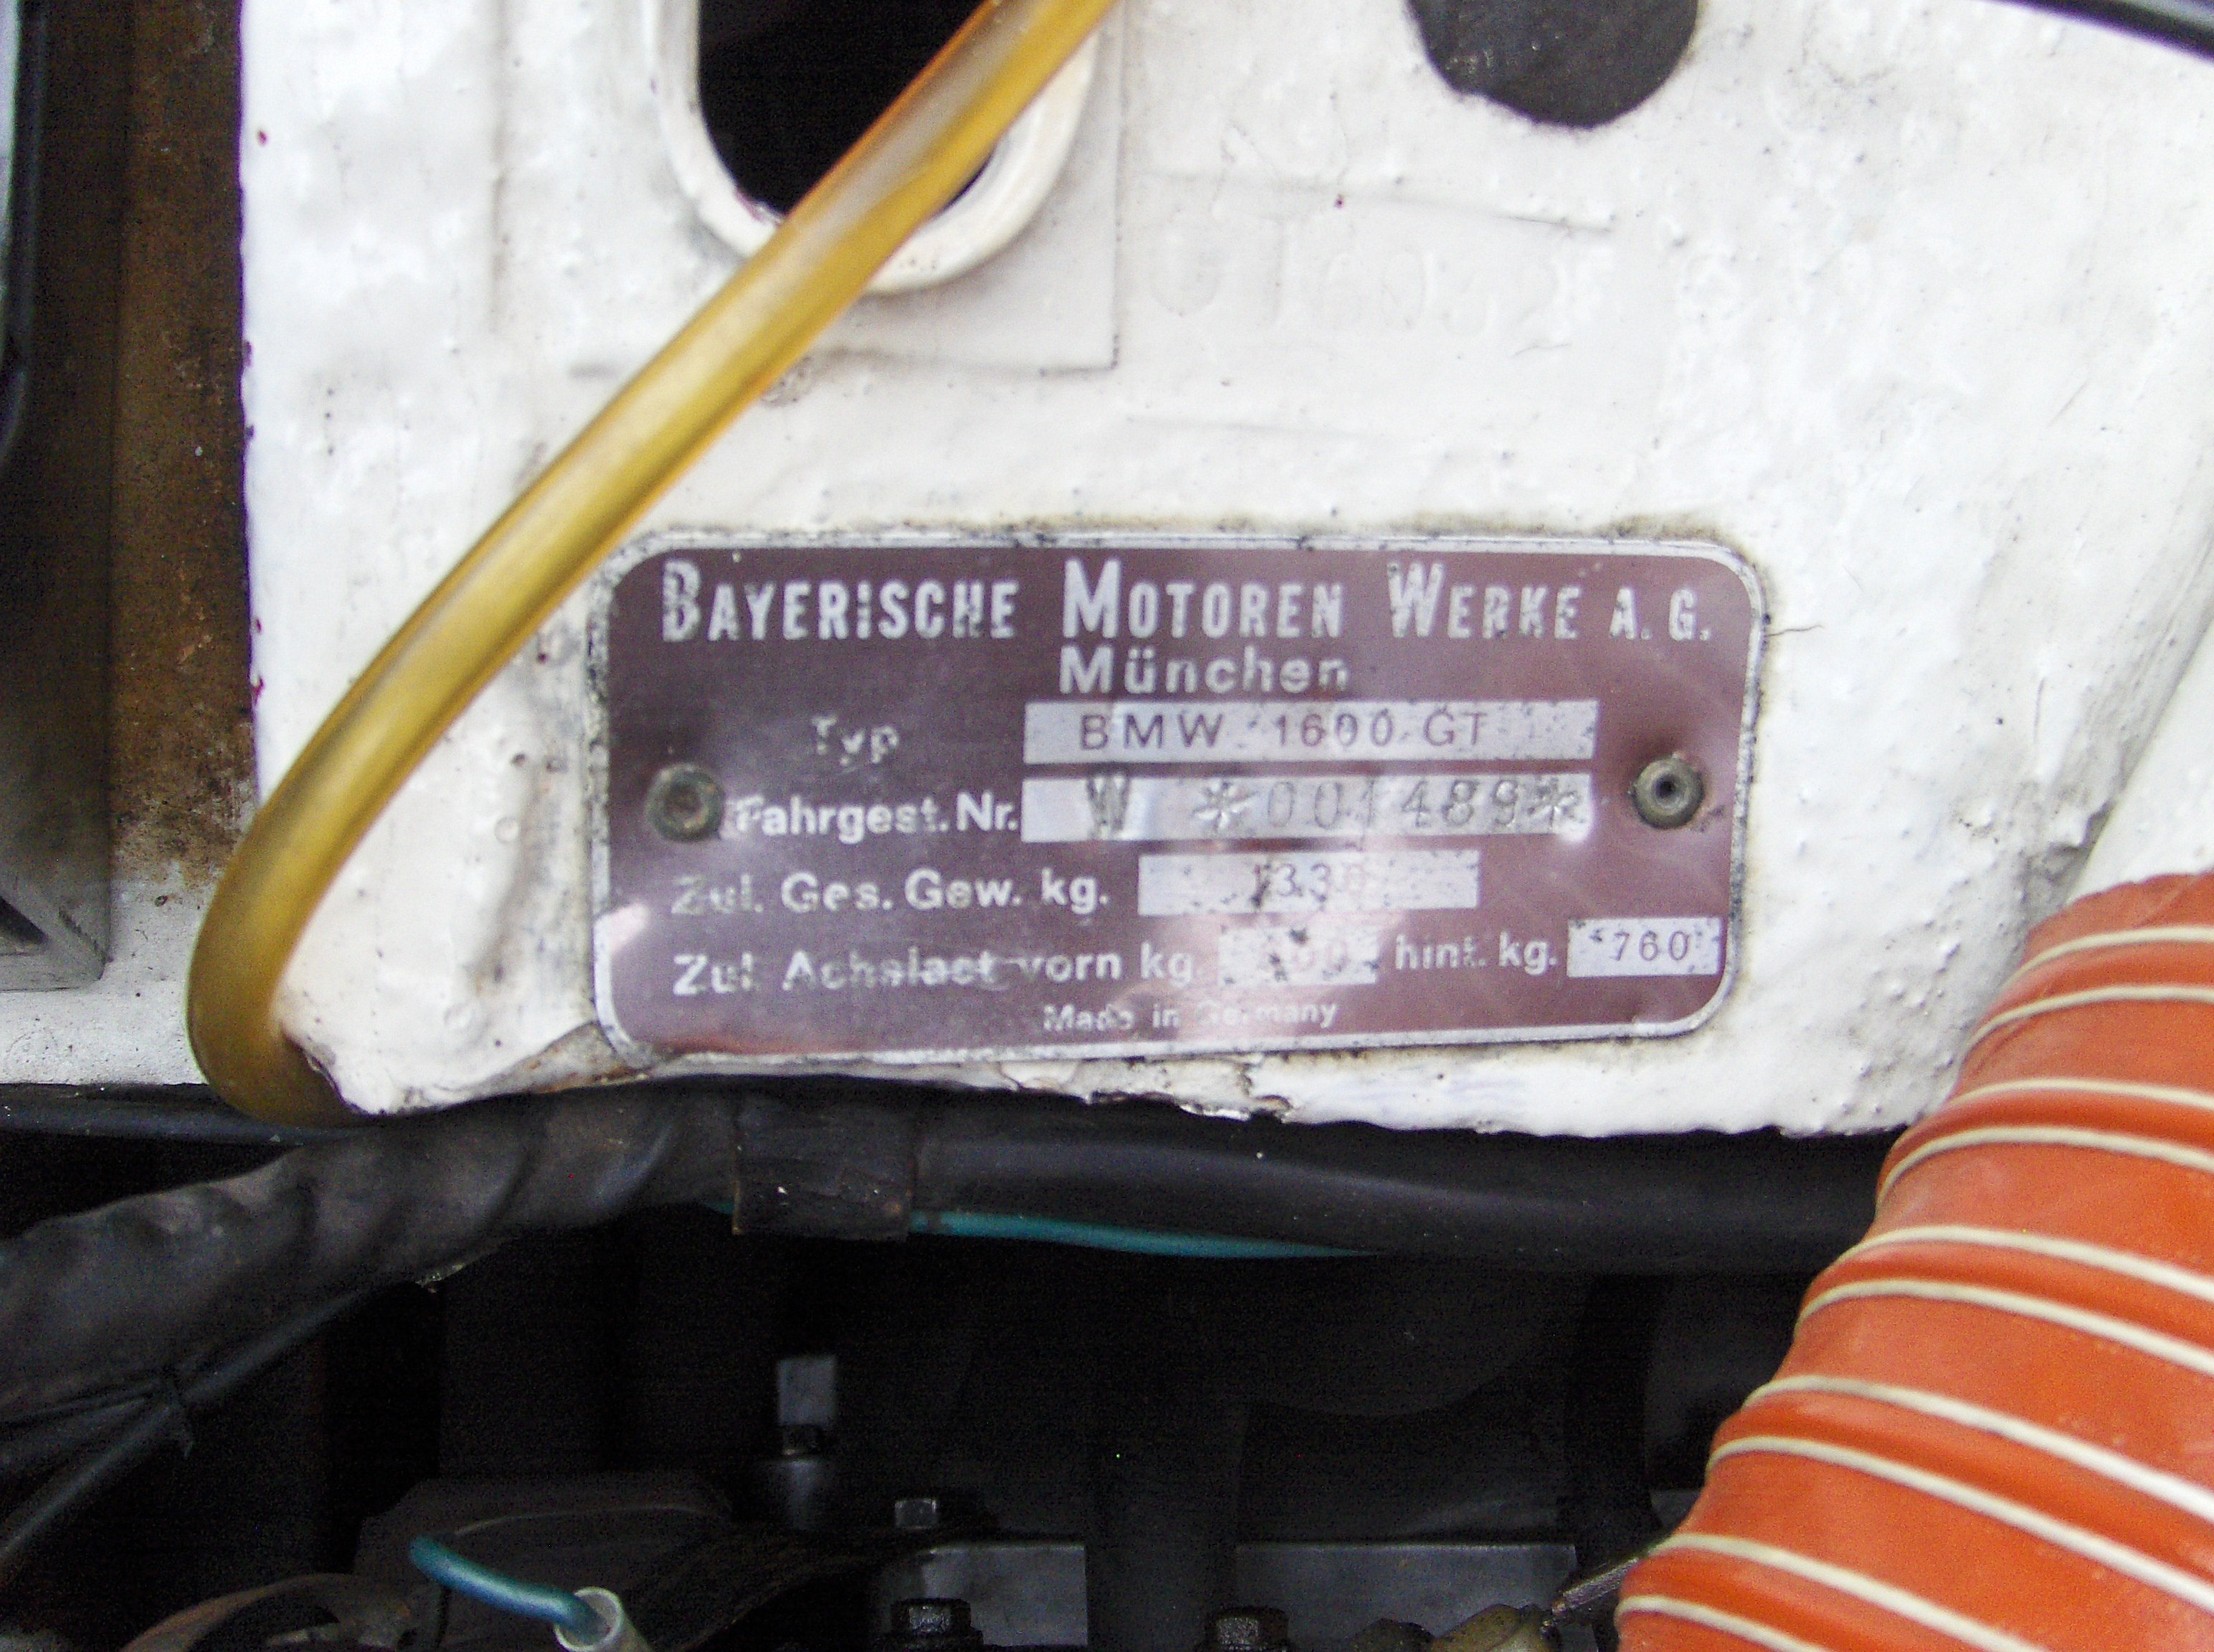 BAYERISCHE MOTOREN WERKE A.G.
München
Typ BMW 1600 GT
Fahrgest. Nr. W *001489*
Zul. Ges. Gew. kg. 1330
Zul. Achslast vorn kg. hint. kg. 760
Made in Germany